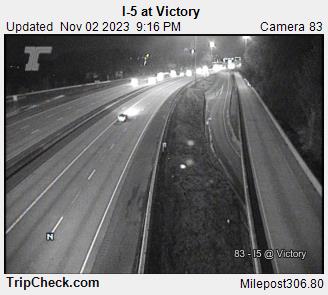 I-5 at Victory
Updated  Nov 02 2023  9:16 PM
Camera 83
T
N
83 - I5 @ Victory
TripCheck.com
Milepost306.80